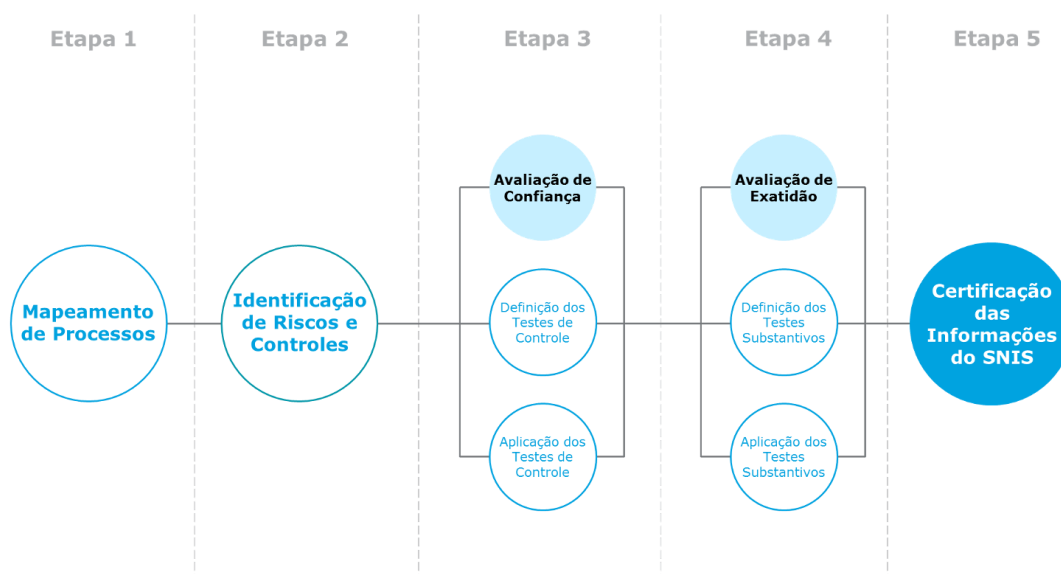 Etapa 1
Etapa 2
Etapa 3
Etapa 4
Etapa 5
Mapeamento
de Processos
Identificação
de Riscos e
Controles
Avaliação de
Confiança
Definição dos
Testes de
Controle
Aplicação dos
Testes de
Controle
Avaliação de
Exatidão
Definição dos
Testes
Substantivos
Aplicação dos
Testes
Substantivos
Certificação
das
Informações
do SNIS